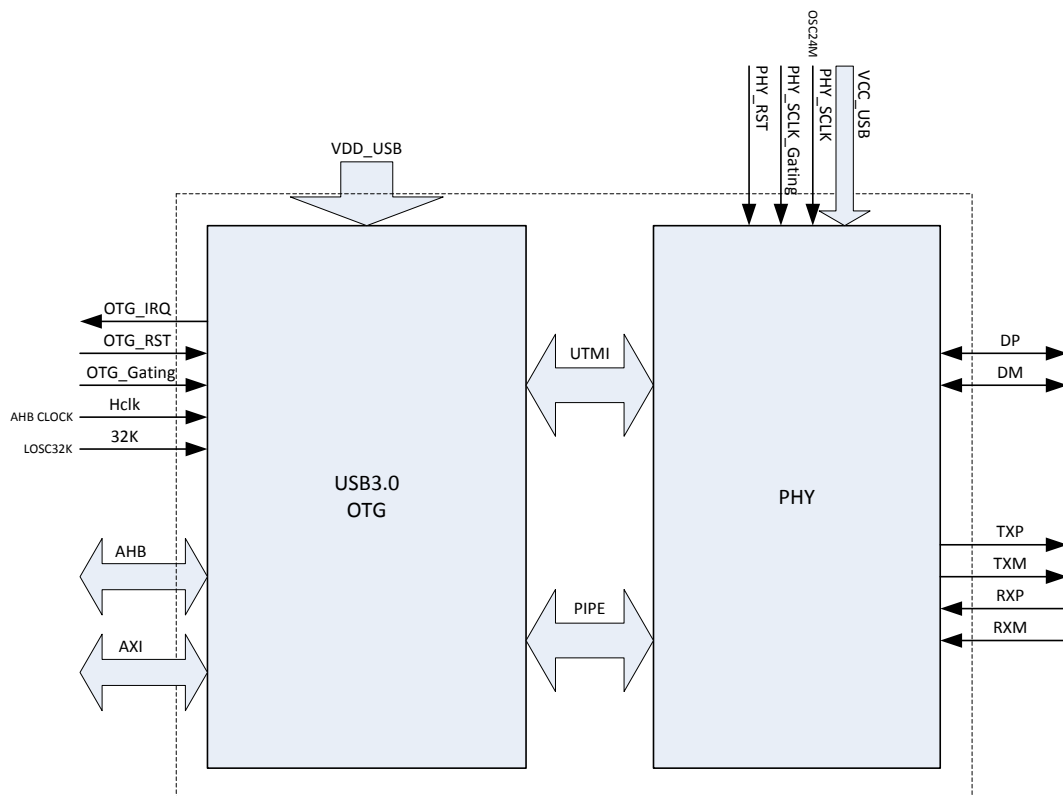 OSC24M
PHY_RST
PHY_SCLK_Gating
PHY_SCLK
VCC_USB
VDD_USB
OTG_IRQ
OTG_RST
OTG_Gating
AHB CLOCK
Hclk
LOSC32K
32K
USB3.0
OTG
AHB
AXI
UTMI
PIPE
PHY
DP
DM
TXP
TXM
RXP
RXM